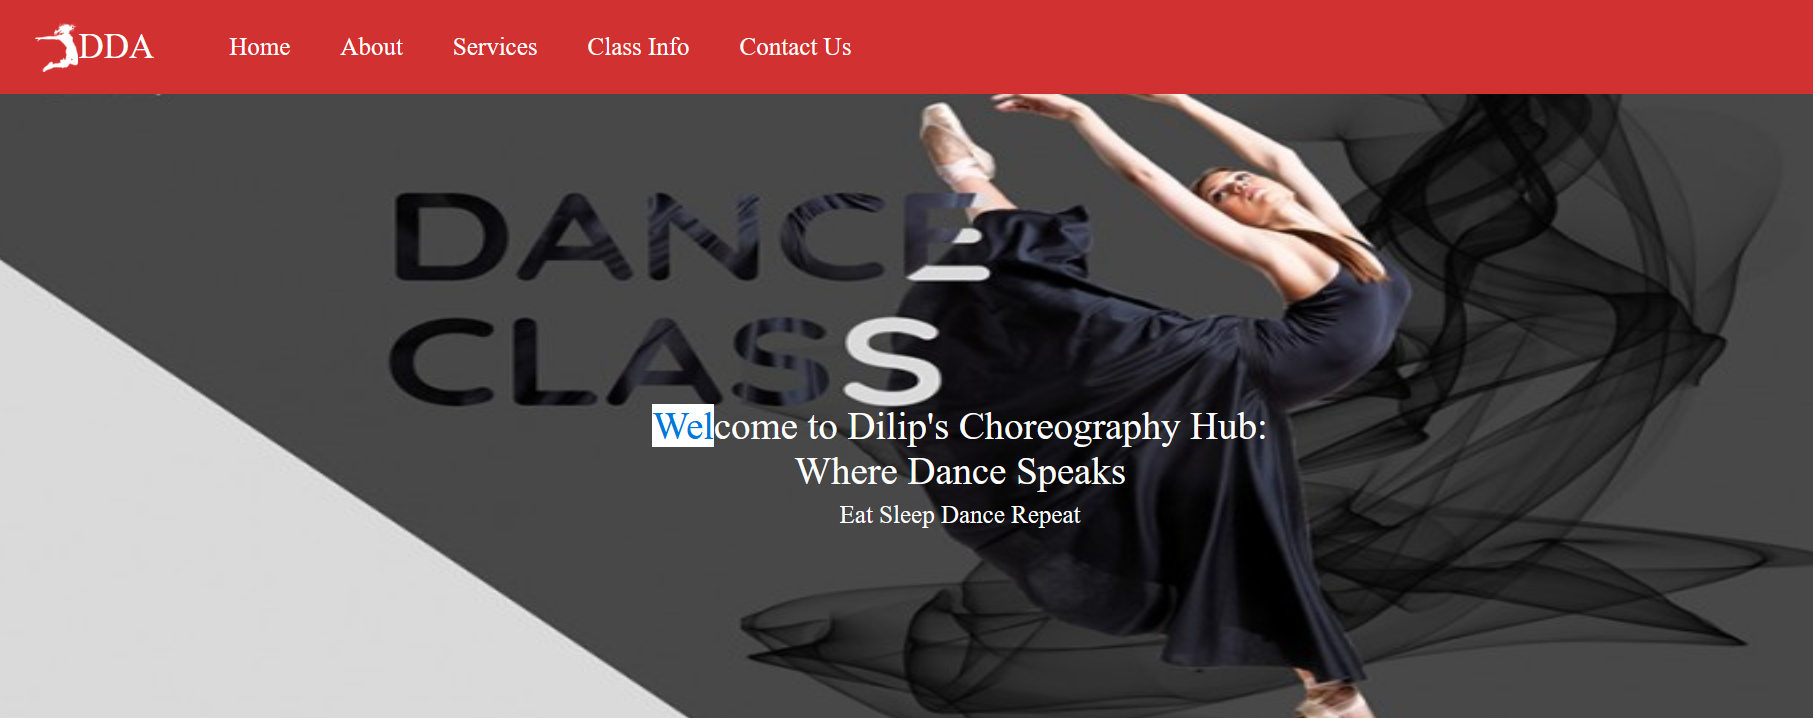 DDA Home About Services Class Info Contact Us
DANCE
CLASS
Welcome to Dilip's Choreography Hub:
Where Dance Speaks
Eat Sleep Dance Repeat